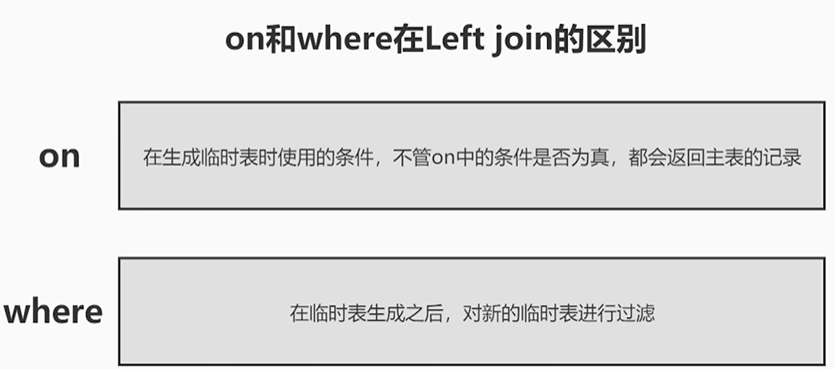 on和where在Left join的区别
on
在生成临时表时使用的条件，不管on中的条件是否为真，都会返回主表的记录
where
在临时表生成之后，对新的临时表进行过滤